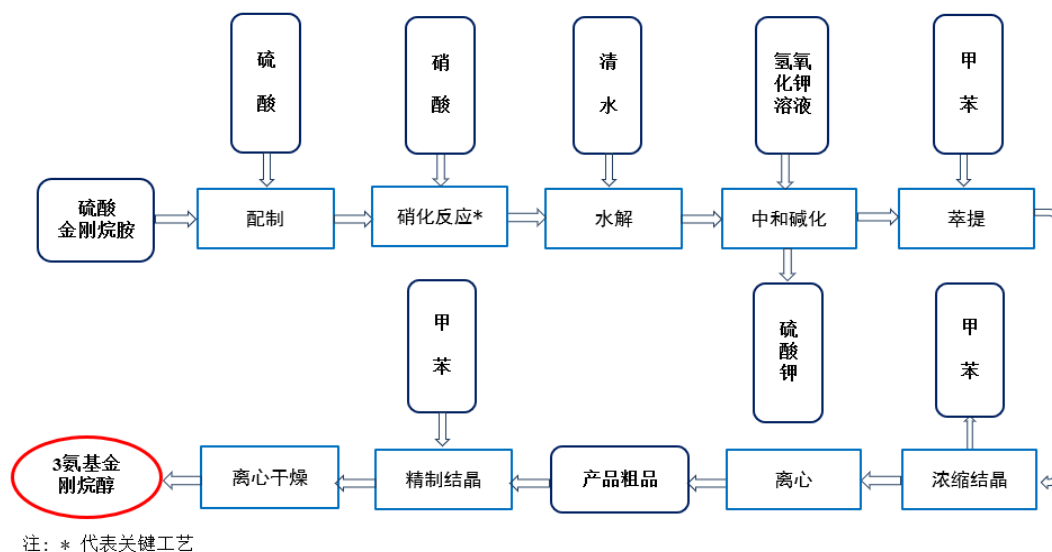 硫
酸
硝
酸
清
水
氢氧
化钾
溶液
甲
苯
硫酸
金刚烷胺
配制
硝化反应*
水解
中和碱化
萃提
甲
苯
硫
酸
钾
甲
苯
3氨基金
刚烷醇
离心干燥
精制结晶
产品粗品
离心
浓缩结晶
注：* 代表关键工艺